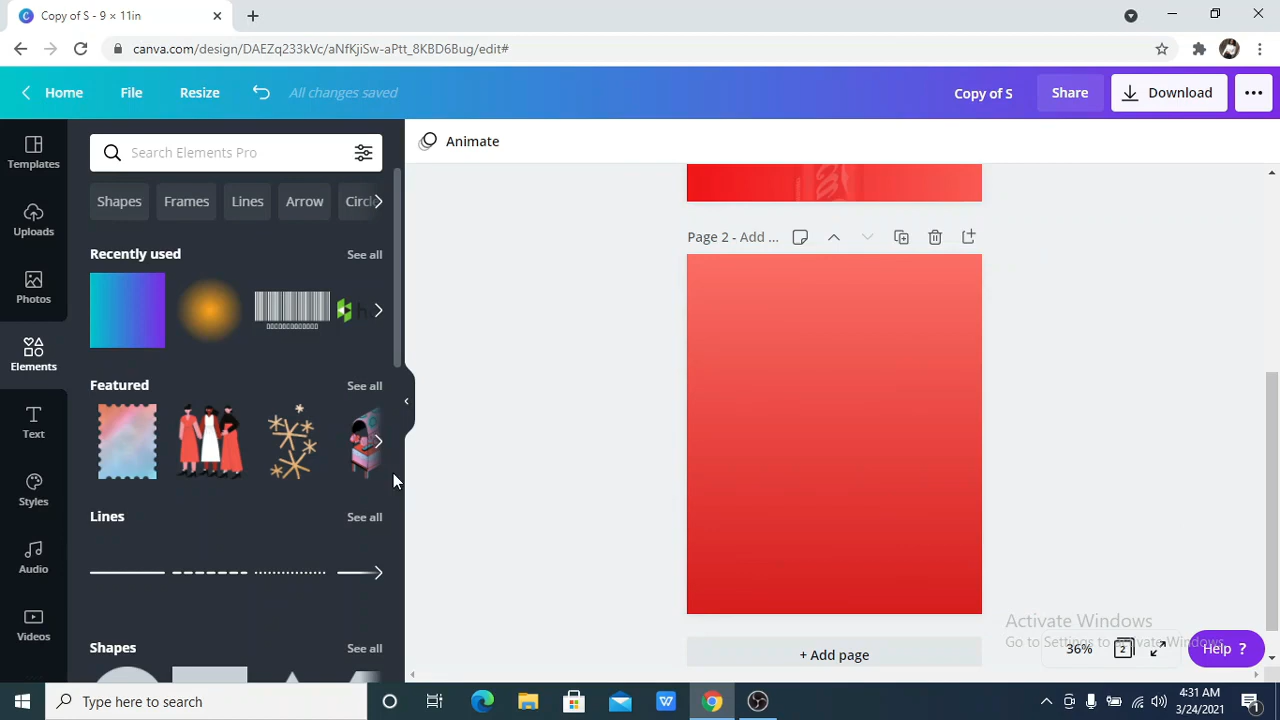 Copy of S - 9 × 11in
canva.com/design/DAEZq233kVc/aNfKjiSw-aPtt_8KBD6Bug/edit#
Home
File
Resize
All changes saved
Copy of S
Share
Download
Templates
Uploads
Photos
Elements
Text
Styles
Audio
Videos
Search Elements Pro
Shapes
Frames
Lines
Arrow
Circl
Recently used
See all
Featured
See all
Lines
See all
Shapes
See all
Animate
Page 2 - Add ...
+ Add page
Activate Windows
Go to Settings to activate Windows.
36%
2
Help ?
Type here to search
4:31 AM
3/24/2021
1